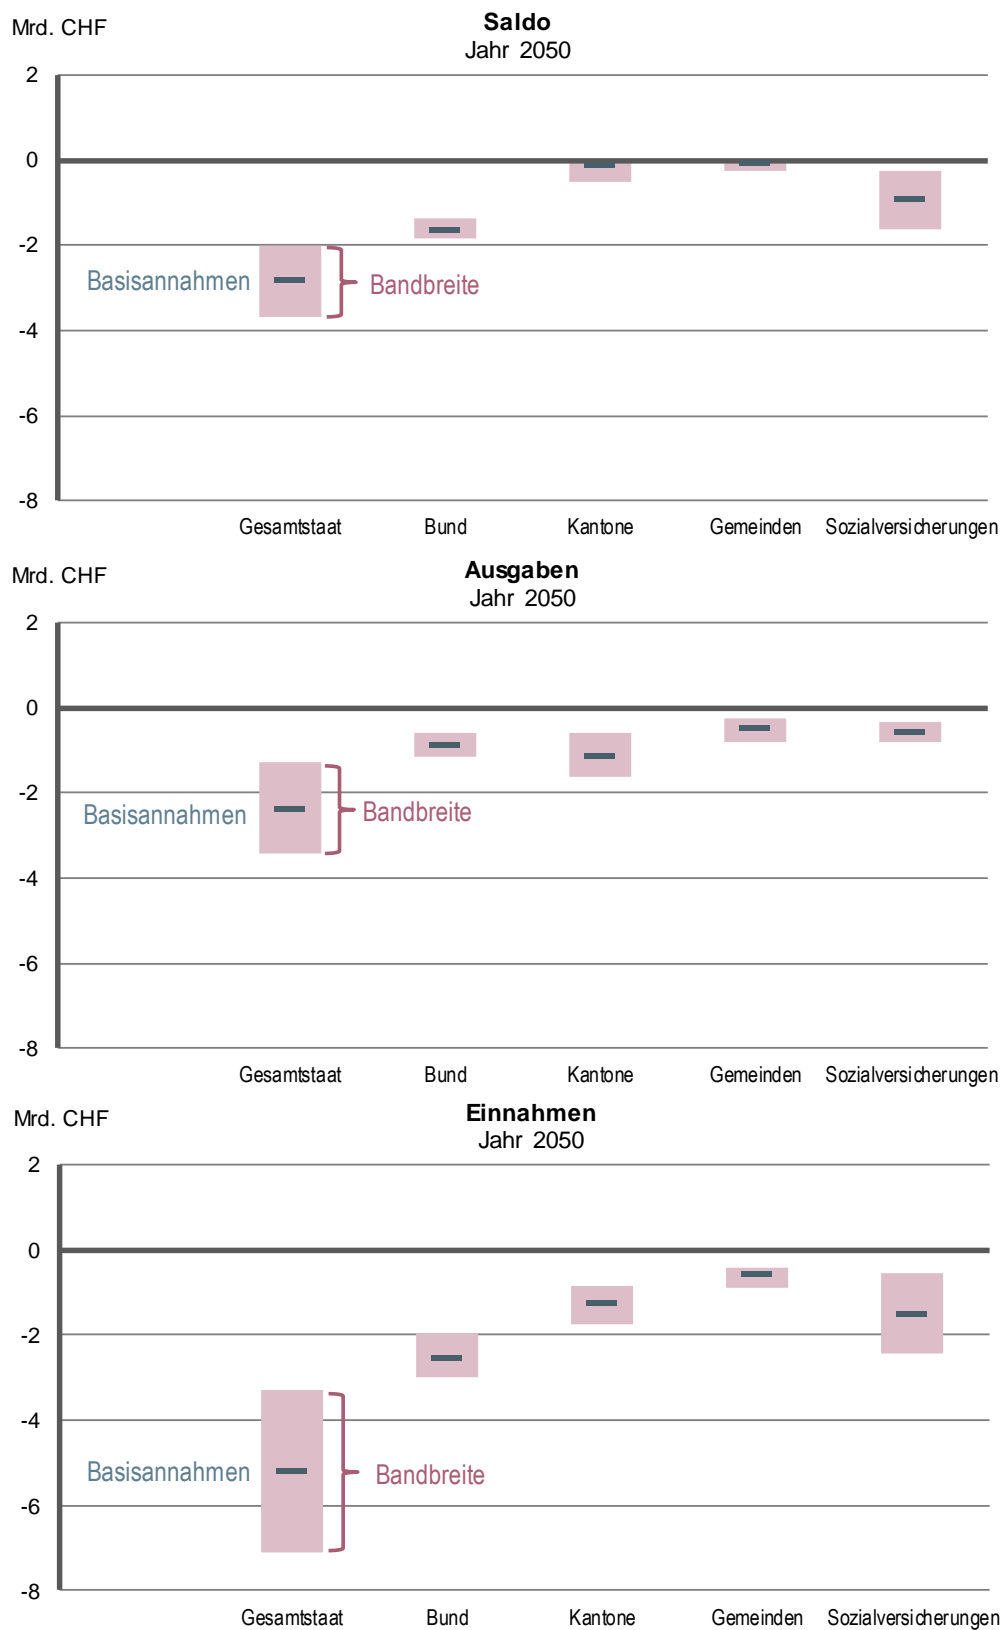 Mrd. CHF
Saldo
Jahr 2050
2
0
-2
Basisannahmen
Bandbreite
-4
-6
-8
Gesamtstaat Bund Kantone Gemeinden Sozialversicherungen
Mrd. CHF
Ausgaben
Jahr 2050
2
0
-2
Basisannahmen
Bandbreite
-4
-6
-8
Gesamtstaat Bund Kantone Gemeinden Sozialversicherungen
Mrd. CHF
Einnahmen
Jahr 2050
2
0
-2
-4
Basisannahmen
Bandbreite
-6
-8
Gesamtstaat Bund Kantone Gemeinden Sozialversicherungen